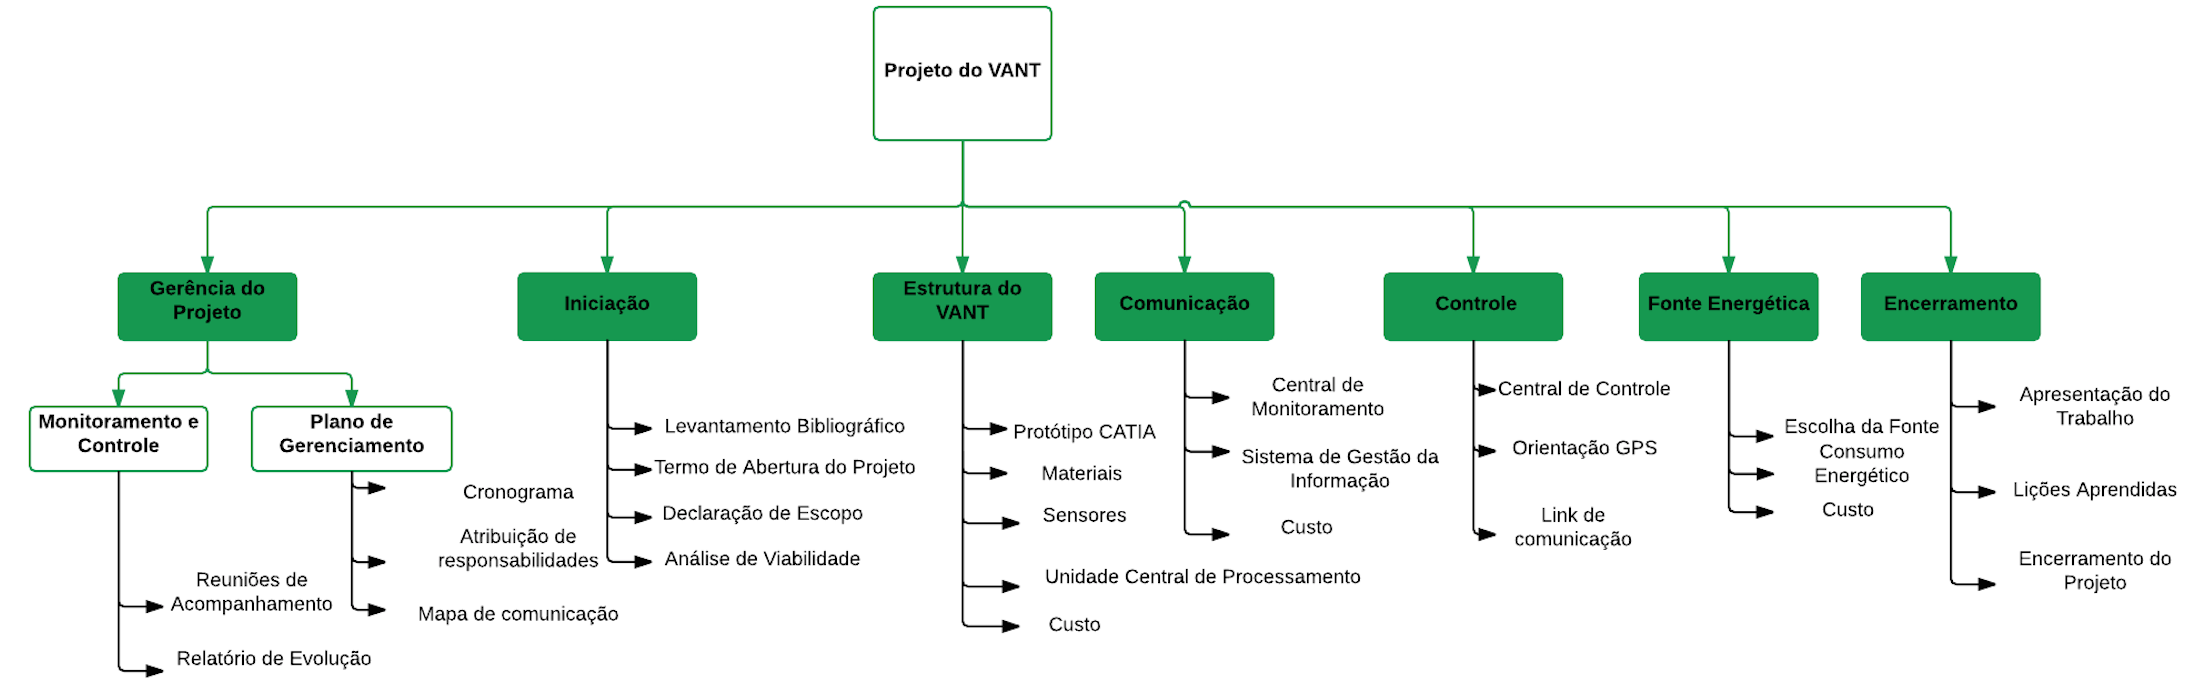 Projeto do VANT
Gerência do
Projeto
Iniciação
Estrutura do
VANT
Comunicação
Controle
Fonte Energética
Encerramento
Monitoramento e
Controle
Plano de
Gerenciamento
Reuniões de
Acompanhamento
Relatório de Evolução
Cronograma
Atribuição de
responsabilidades
Mapa de comunicação
Levantamento Bibliográfico
Termo de Abertura do Projeto
Declaração de Escopo
Análise de Viabilidade
Protótipo CATIA
Materiais
Sensores
Unidade Central de Processamento
Custo
Central de
Monitoramento
Sistema de Gestão da
Informação
Custo
Central de Controle
Orientação GPS
Link de
comunicação
Escolha da Fonte
Consumo
Energético
Custo
Apresentação do
Trabalho
Lições Aprendidas
Encerramento do
Projeto